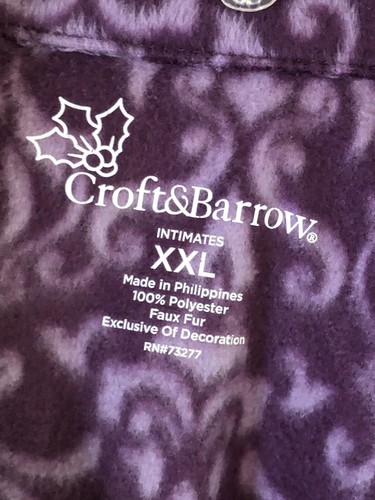 Croft&Barrow®
INTIMATES
XXL
Made in Philippines
100% Polyester
Faux Fur
Exclusive Of Decoration
RN#73277